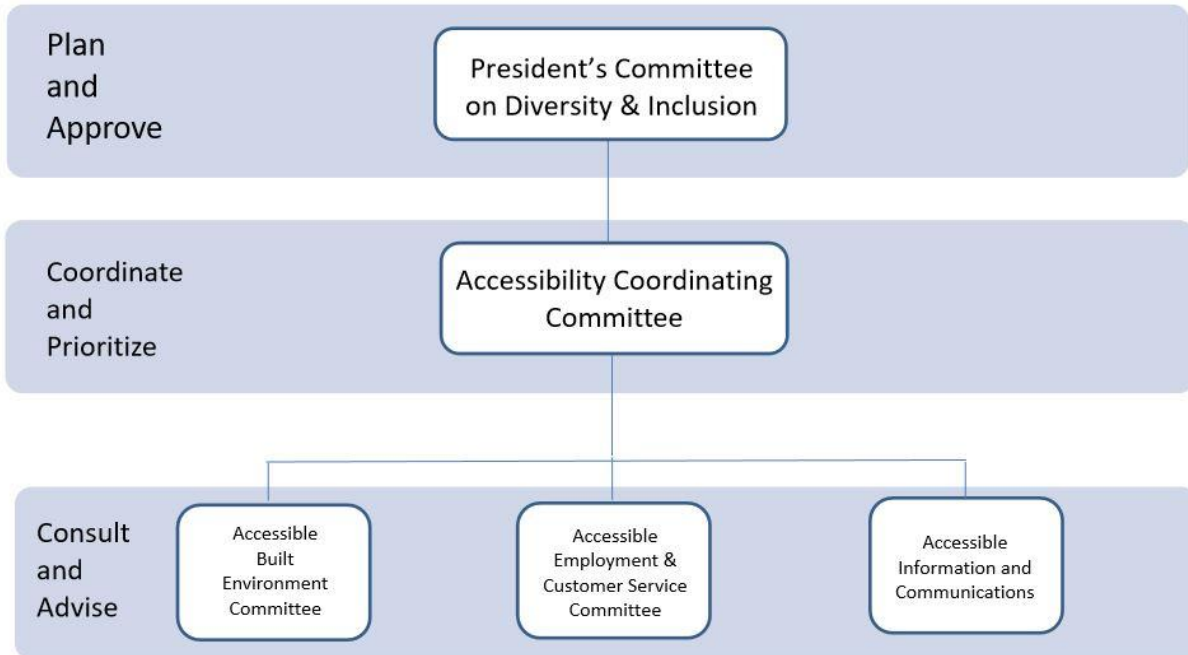 Plan
and
Approve
President’s Committee
on Diversity & Inclusion
Coordinate
and
Prioritize
Accessibility Coordinating
Committee
Consult
and
Advise
Accessible
Built
Environment
Committee
Accessible
Employment &
Customer Service
Committee
Accessible
Information and
Communications